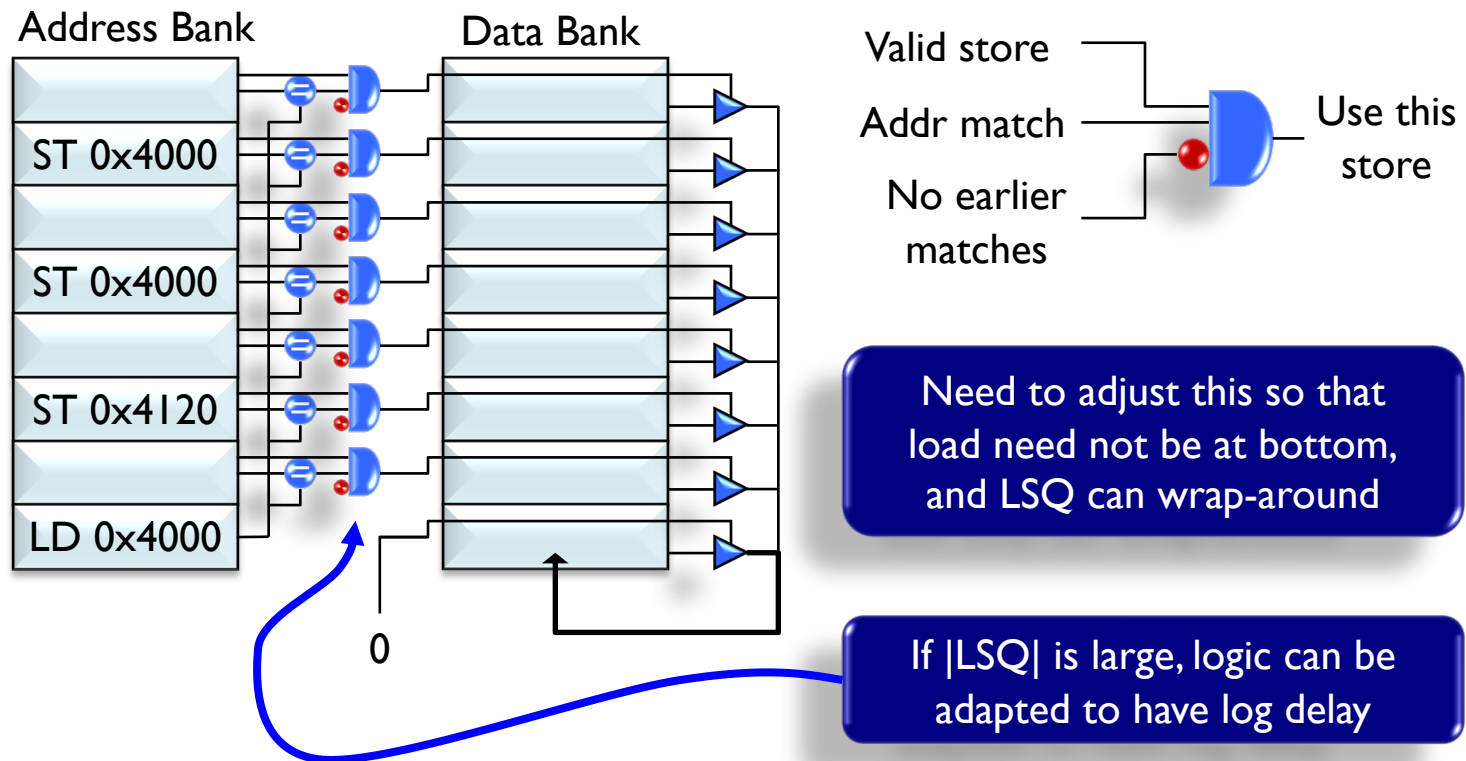 Address Bank
Data Bank
ST 0x4000
ST 0x4000
ST 0x4120
LD 0x4000
0
Valid store
Addr match
No earlier
matches
Use this
store
Need to adjust this so that
load need not be at bottom,
and LSQ can wrap-around
If |LSQ| is large, logic can be
adapted to have log delay